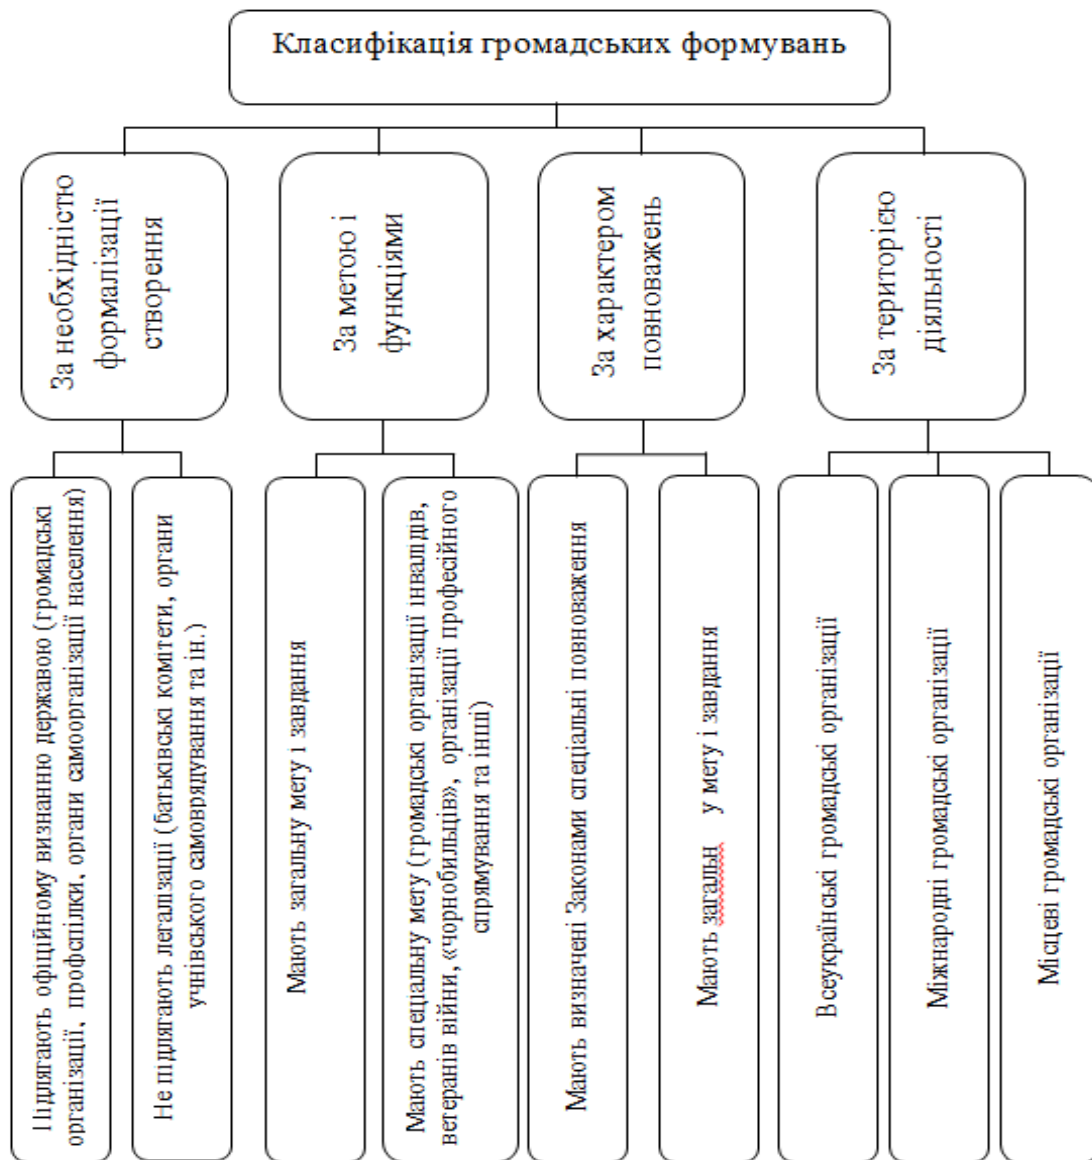 Класифікація громадських формувань
За необхідністю
формалізації
створення
За метою і
функціями
За характером
повноважень
За територією
діяльності
Підлягають офіційному визнанню державою (громадські
організації, профспілки, органи самоорганізації населення)
Не підлягають легалізації (батьківські комітети, органи
учнівського самоврядування та ін.)
Мають загальну мету і завдання
Мають спеціальну мету (громадські організації інвалідів,
ветеранів війни, «чорнобильців», організації професійного
спрямування та інші)
Мають визначені Законами спеціальні повноваження
Мають загальн у мету і завдання
Всеукраїнські громадські організації
Міжнародні громадські організації
Місцеві громадські організації